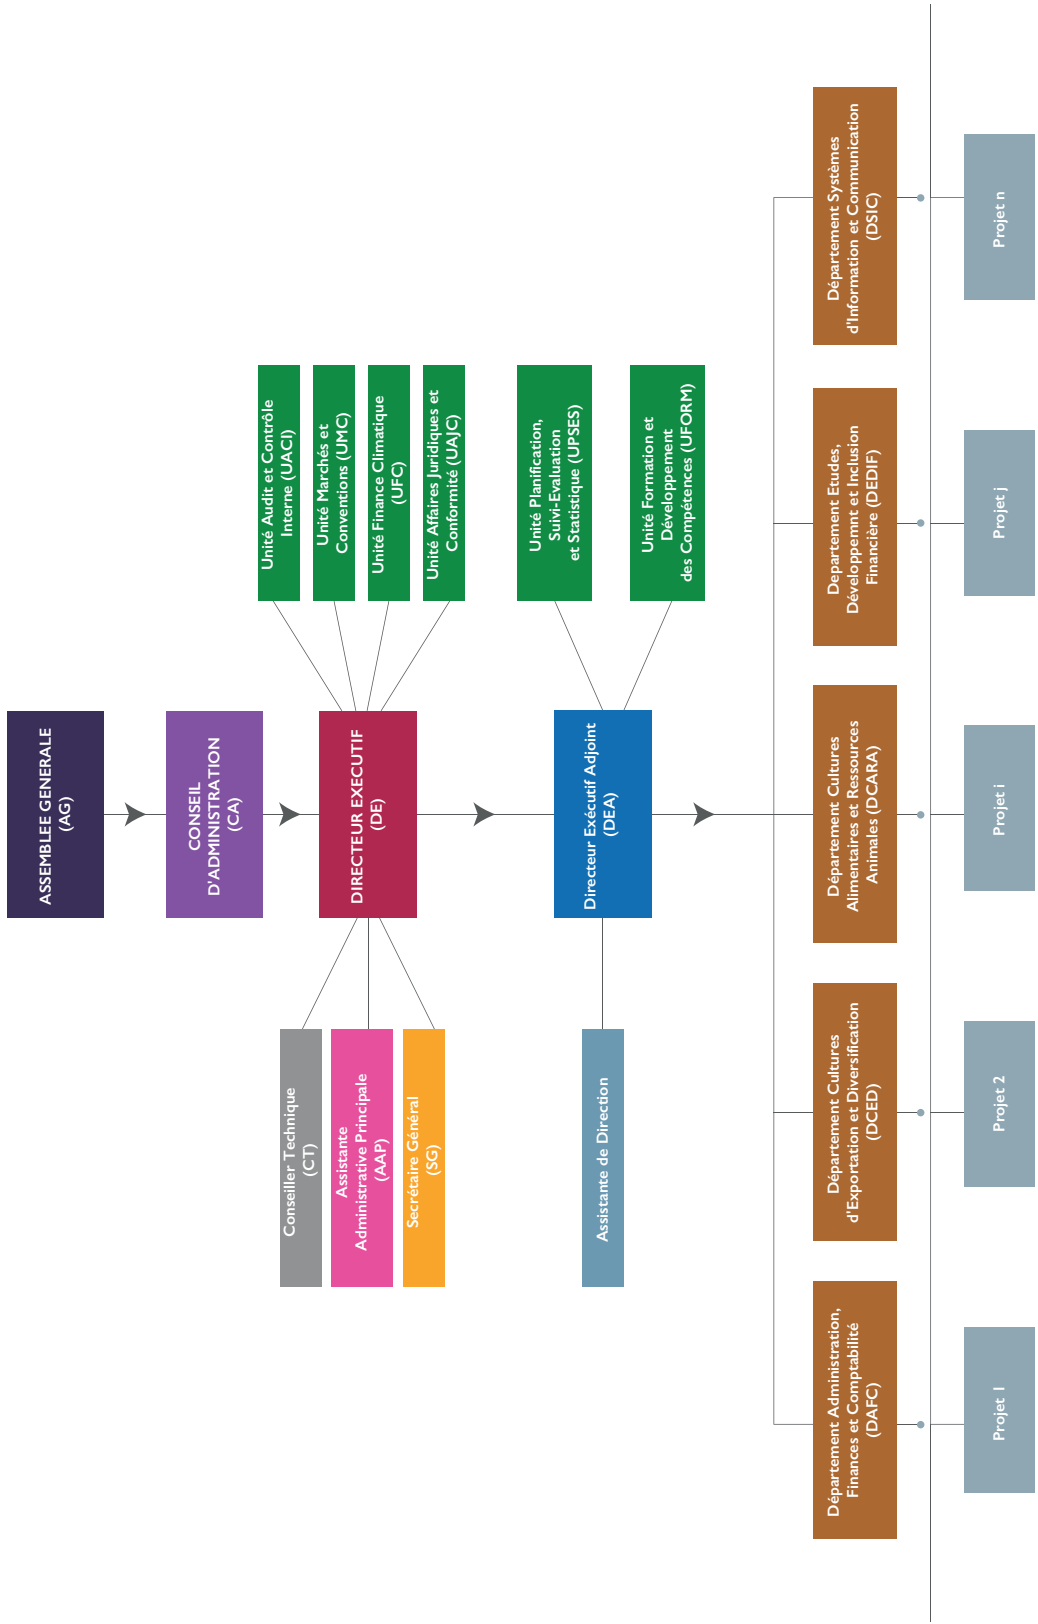 ASSEMBLEE GENERALE
(AG)
CONSEIL
D'ADMINISTRATION
(CA)
DIRECTEUR EXECUTIF
(DE)
Conseiller Technique
(CT)
Assistante
Administrative Principale
(AAP)
Secrétaire Général
(SG)
Unité Audit et Contrôle
Interne (UACI)
Unité Marchés et
Conventions (UMC)
Unité Finance Climatique
(UFC)
Unité Affaires Juridiques et
Conformité (UAJC)
Directeur Exécutif Adjoint
(DEA)
Assistante de Direction
Unité Planification,
Suivi-Evaluation
et Statistique (UPSES)
Unité Formation et
Développement
des Compétences (UFORM)
Département Administration,
Finances et Comptabilité
(DAFC)
Département Cultures
d'Exportation et Diversification
(DCED)
Département Cultures
Alimentaires et Ressources
Animales (DCARA)
Departement Etudes,
Développemnt et Inclusion
Financière (DEDIF)
Département Systèmes
d'Information et Communication
(DSIC)
Projet 1
Projet 2
Projet i
Projet j
Projet n